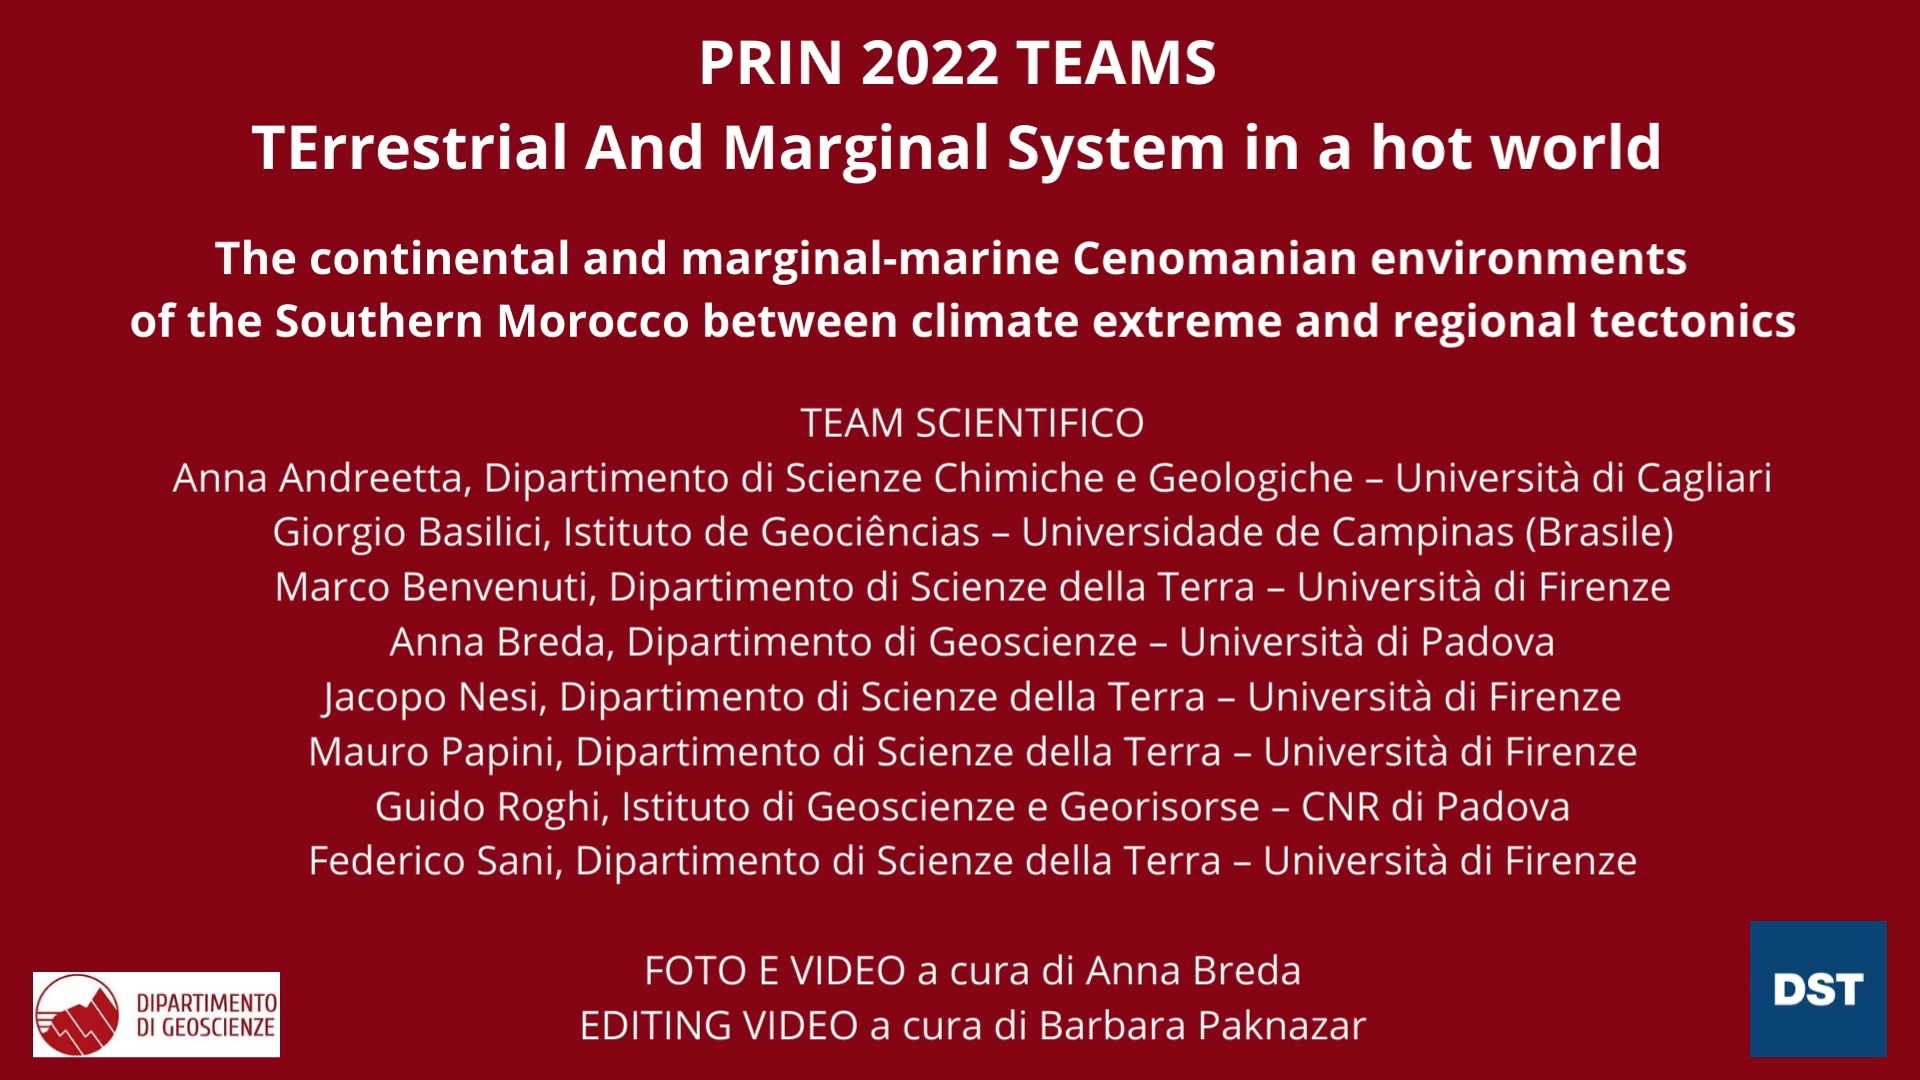 PRIN 2022 TEAMS
TErrestrial And Marginal System in a hot world
The continental and marginal-marine Cenomanian environments
of the Southern Morocco between climate extreme and regional tectonics
TEAM SCIENTIFICO
Anna Andreetta, Dipartimento di Scienze Chimiche e Geologiche – Università di Cagliari
Giorgio Basilici, Istituto de Geociências – Universidade de Campinas (Brasile)
Marco Benvenuti, Dipartimento di Scienze della Terra – Università di Firenze
Anna Breda, Dipartimento di Geoscienze – Università di Padova
Jacopo Nesi, Dipartimento di Scienze della Terra – Università di Firenze
Mauro Papini, Dipartimento di Scienze della Terra – Università di Firenze
Guido Roghi, Istituto di Geoscienze e Georisorse – CNR di Padova
Federico Sani, Dipartimento di Scienze della Terra – Università di Firenze
FOTO E VIDEO a cura di Anna Breda
EDITING VIDEO a cura di Barbara Paknazar
DIPARTIMENTO
DI GEOSCIENZE
DST